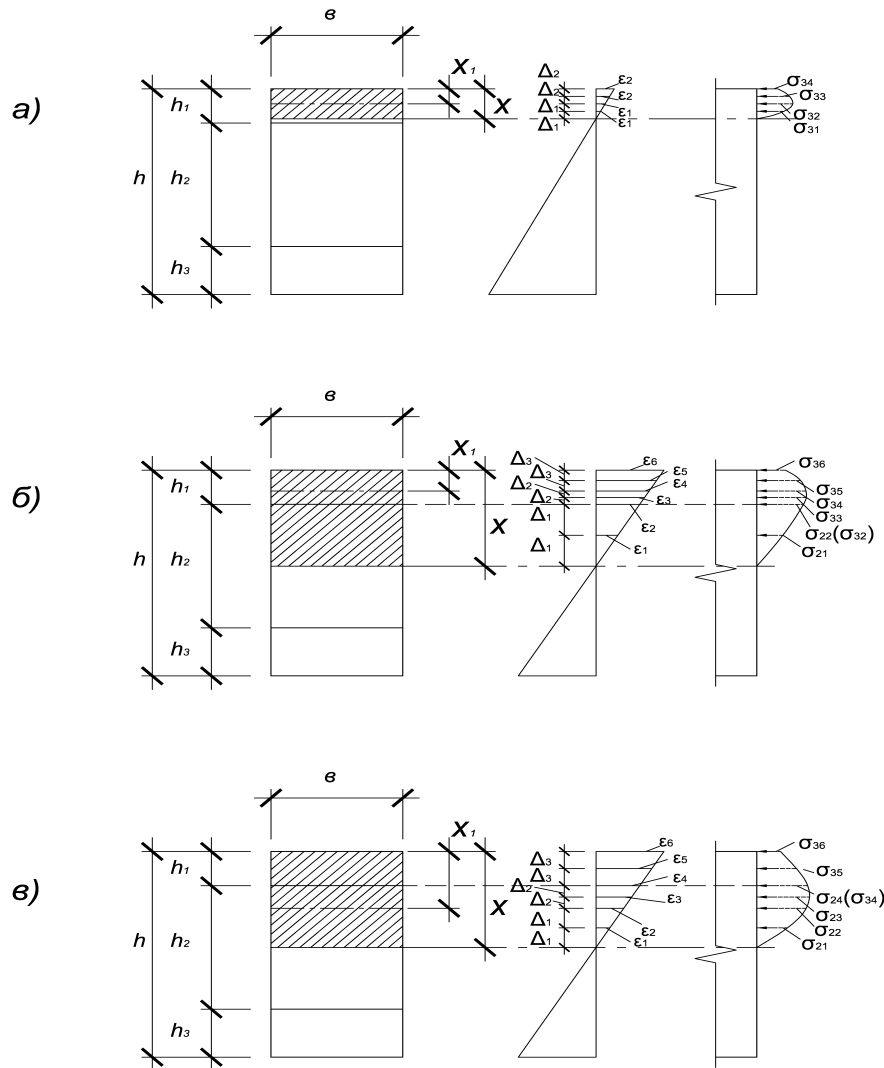 а)
в
h
h₁
h₂
h₃
X₁
X
Δ₂
Δ₂
Δ₁
Δ₁
ε₂
ε₂
ε₁
ε₁
σ₃₄
σ₃₃
σ₃₂
σ₃₁
б)
в
h
h₁
h₂
h₃
X₁
X
Δ₃
Δ₃
Δ₂
Δ₂
Δ₁
Δ₁
ε₆
ε₅
ε₄
ε₃
ε₂
ε₁
σ₃₆
σ₃₅
σ₃₄
σ₃₃
σ₂₂(σ₃₂)
σ₂₁
в)
в
h
h₁
h₂
h₃
X₁
X
Δ₃
Δ₃
Δ₂
Δ₂
Δ₁
Δ₁
ε₆
ε₅
ε₄
ε₃
ε₂
ε₁
σ₃₆
σ₃₅
σ₂₄(σ₃₄)
σ₂₃
σ₂₂
σ₂₁